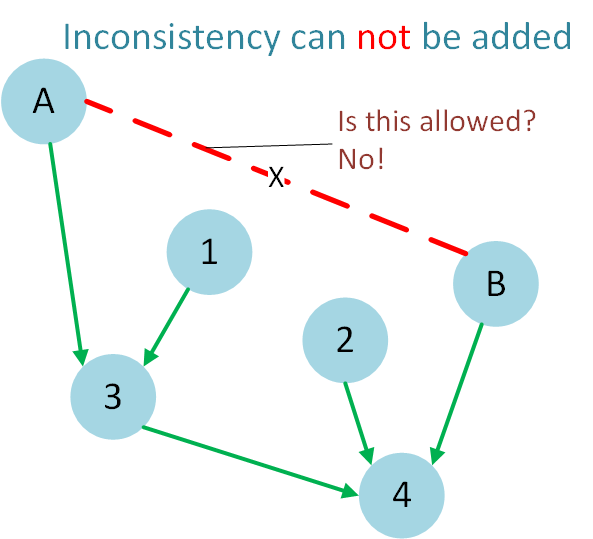 Inconsistency can not be added
A
Is this allowed?
No!
X
1
B
2
3
4